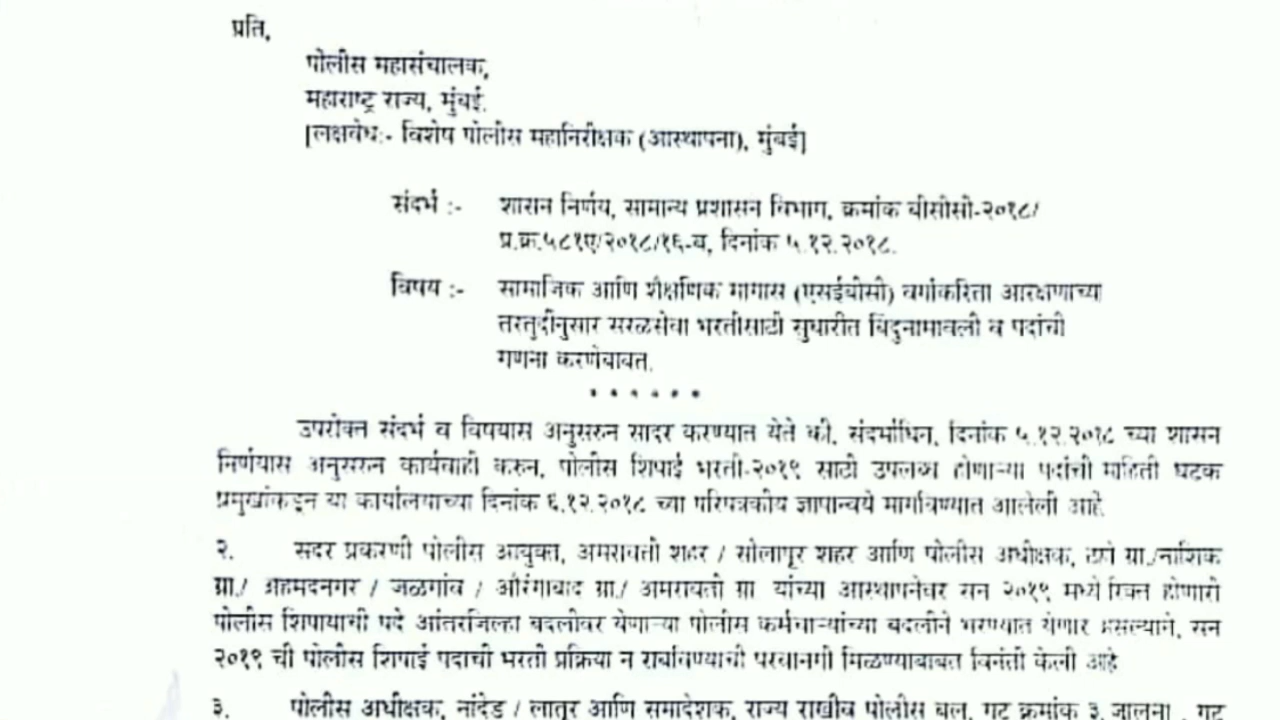 प्रति,
पोलीस महासंचालक,
महाराष्ट्र राज्य, मुंबई.
[लक्षवेध:- विशेष पोलीस महानिरीक्षक (आस्थापना), मुंबई]
संदर्भ :- शासन निर्णय, सामान्य प्रशासन विभाग, क्रमांक बीसीसी-२०१८/
प्र.क्र.५८१ए/२०१८/१६-ब, दिनांक ५.१२.२०१८.
विषय :- सामाजिक आणि शैक्षणिक मागास (एसईबीसी) वर्गाकरिता आरक्षणाच्या
तरतुदीनुसार सरळसेवा भरतीसाठी सुधारीत बिंदुनामावली व पदांची
गणना करणेबाबत.
• • • • • •
उपरोक्त संदर्भ व विषयास अनुसरुन सादर करण्यात येते की, संदर्भाधिन, दिनांक ५.१२.२०१८ च्या शासन
निर्णयास अनुसरुन कार्यवाही करुन, पोलीस शिपाई भरती-२०१९ साठी उपलब्ध होणाऱ्या पदांची माहिती घटक
प्रमुखांकडून या कार्यालयाच्या दिनांक ६.१२.२०१८ च्या परिपत्रकीय ज्ञापान्वये मागविण्यात आलेली आहे.
२. सदर प्रकरणी पोलीस आयुक्त, अमरावती शहर / सोलापूर शहर आणि पोलीस अधीक्षक, ठाणे ग्रा./नाशिक
ग्रा./ अहमदनगर / जळगांव / औरंगाबाद ग्रा./ अमरावती ग्रा यांच्या आस्थापनेवर सन २०१९ मध्ये रिक्त होणारी
पोलीस शिपायाची पदे आंतरजिल्हा बदलीवर येणाऱ्या पोलीस कर्मचाऱ्यांच्या बदलीने भरण्यात येणार असल्याने, सन
२०१९ ची पोलीस शिपाई पदाची भरती प्रक्रिया न राबविण्याची परवानगी मिळण्याबाबत विनंती केली आहे
३. पोलीस अधीक्षक, नांदेड / लातूर आणि समादेशक, राज्य राखीव पोलीस बल, गट क्रमांक ३, जालना , गट